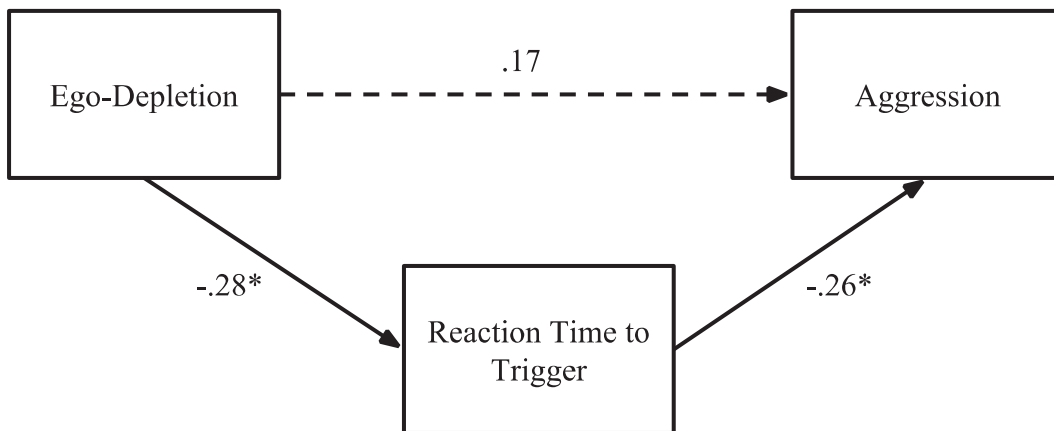 .17
Ego-Depletion
Aggression
-.28*
-.26*
Reaction Time to
Trigger